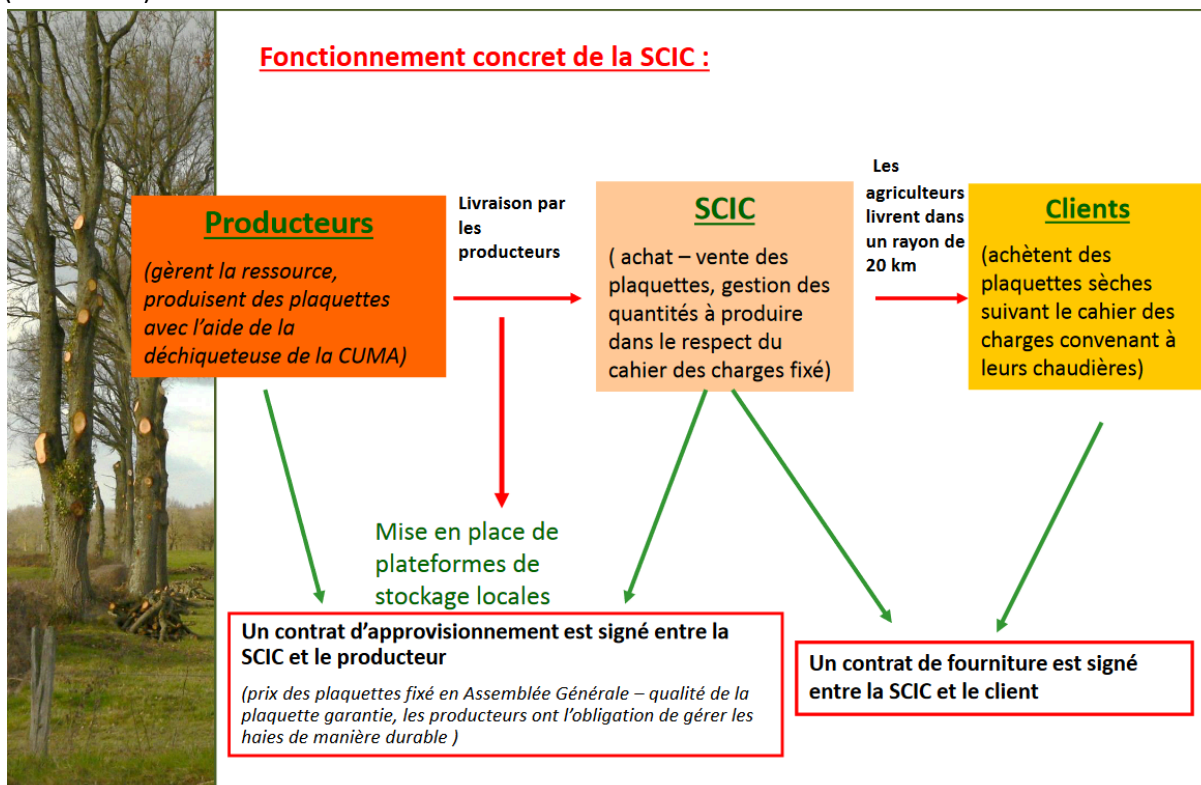 Fonctionnement concret de la SCIC :
Producteurs
(gèrent la ressource,
produisent des plaquettes
avec l'aide de la
déchiqueteuse de la CUMA)
Livraison par
les
producteurs
SCIC
( achat – vente des
plaquettes, gestion des
quantités à produire
dans le respect du
cahier des charges fixé)
Les
agriculteurs
livrent dans
un rayon de
20 km
Clients
(achètent des
plaquettes sèches
suivant le cahier des
charges convenant à
leurs chaudières)
Mise en place de
plateformes de
stockage locales
Un contrat d'approvisionnement est signé entre la
SCIC et le producteur
(prix des plaquettes fixé en Assemblée Générale – qualité de la
plaquette garantie, les producteurs ont l'obligation de gérer les
haies de manière durable )
Un contrat de fourniture est signé
entre la SCIC et le client